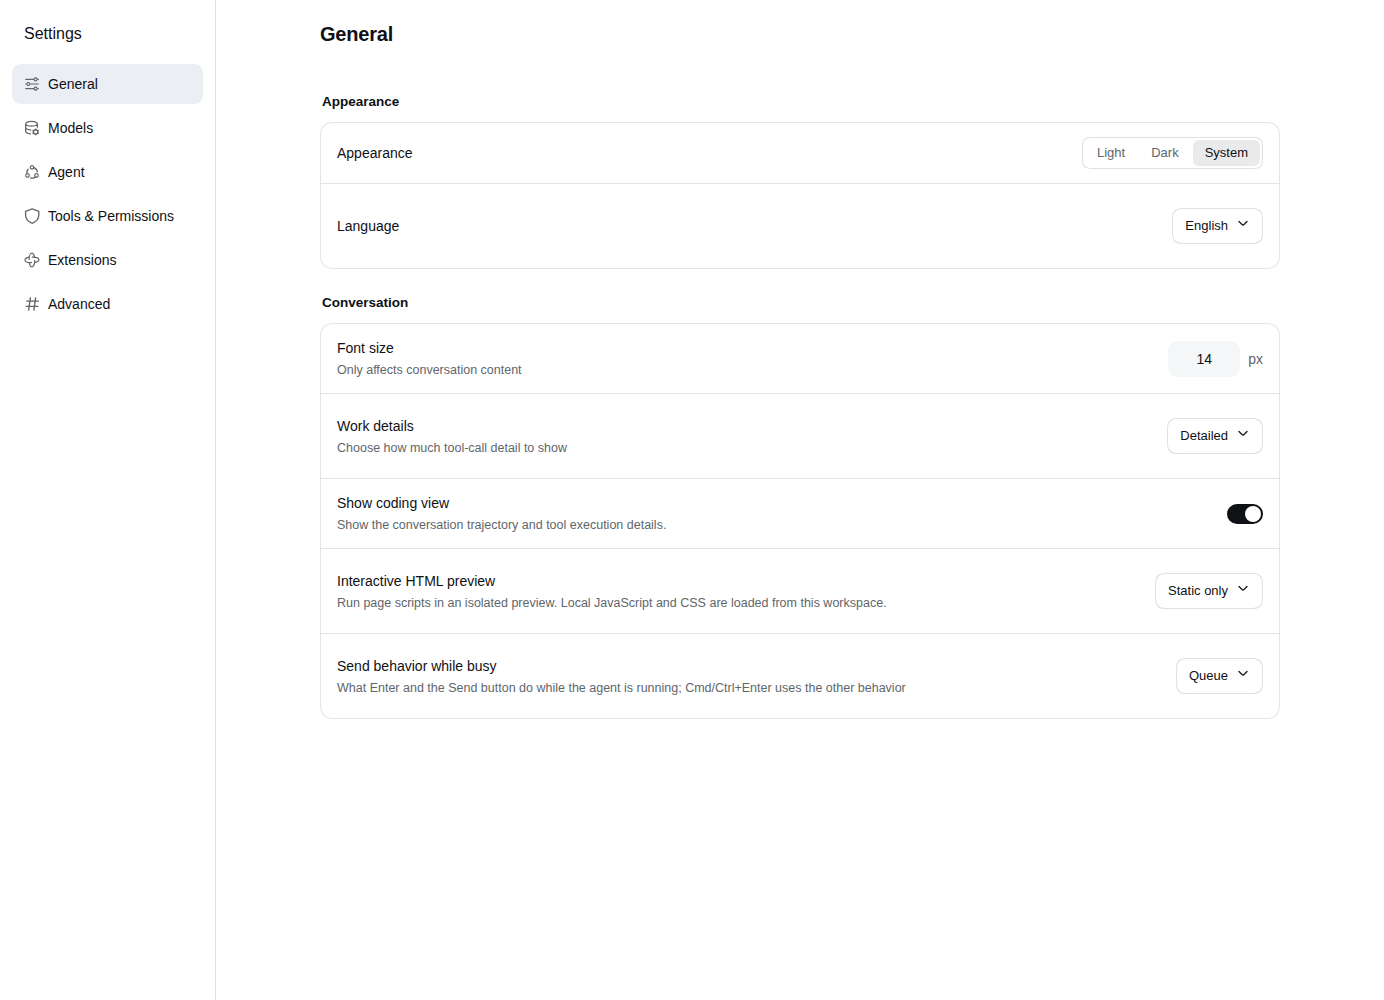 Settings
General
Models
Agent
Tools & Permissions
Extensions
Advanced
General
Appearance
Appearance
Light Dark System
Language
English
Conversation
Font size
Only affects conversation content
14 px
Work details
Choose how much tool-call detail to show
Detailed
Show coding view
Show the conversation trajectory and tool execution details.
Interactive HTML preview
Run page scripts in an isolated preview. Local JavaScript and CSS are loaded from this workspace.
Static only
Send behavior while busy
What Enter and the Send button do while the agent is running; Cmd/Ctrl+Enter uses the other behavior
Queue